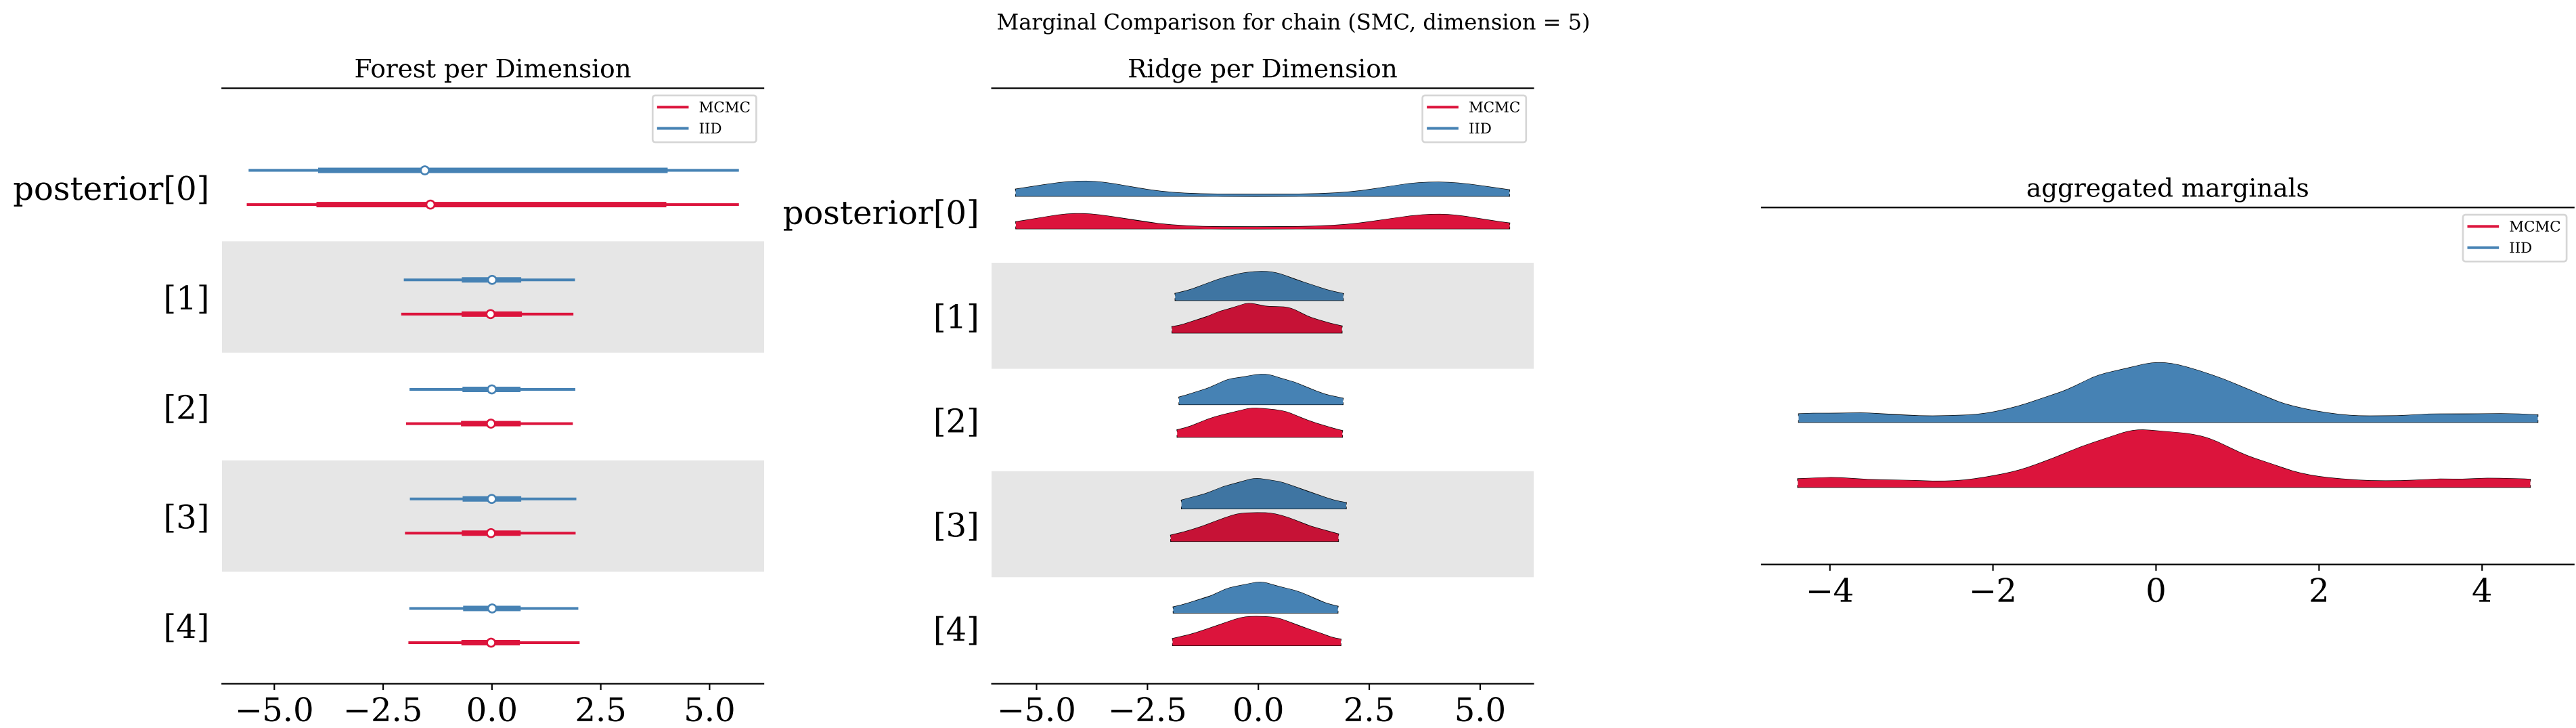 Marginal Comparison for chain (SMC, dimension = 5)
Forest per Dimension
MCMC
IID
posterior[0]
[1]
[2]
[3]
[4]
−5.0 −2.5 0.0 2.5 5.0
Ridge per Dimension
MCMC
IID
posterior[0]
[1]
[2]
[3]
[4]
−5.0 −2.5 0.0 2.5 5.0
aggregated marginals
MCMC
IID
−4 −2 0 2 4